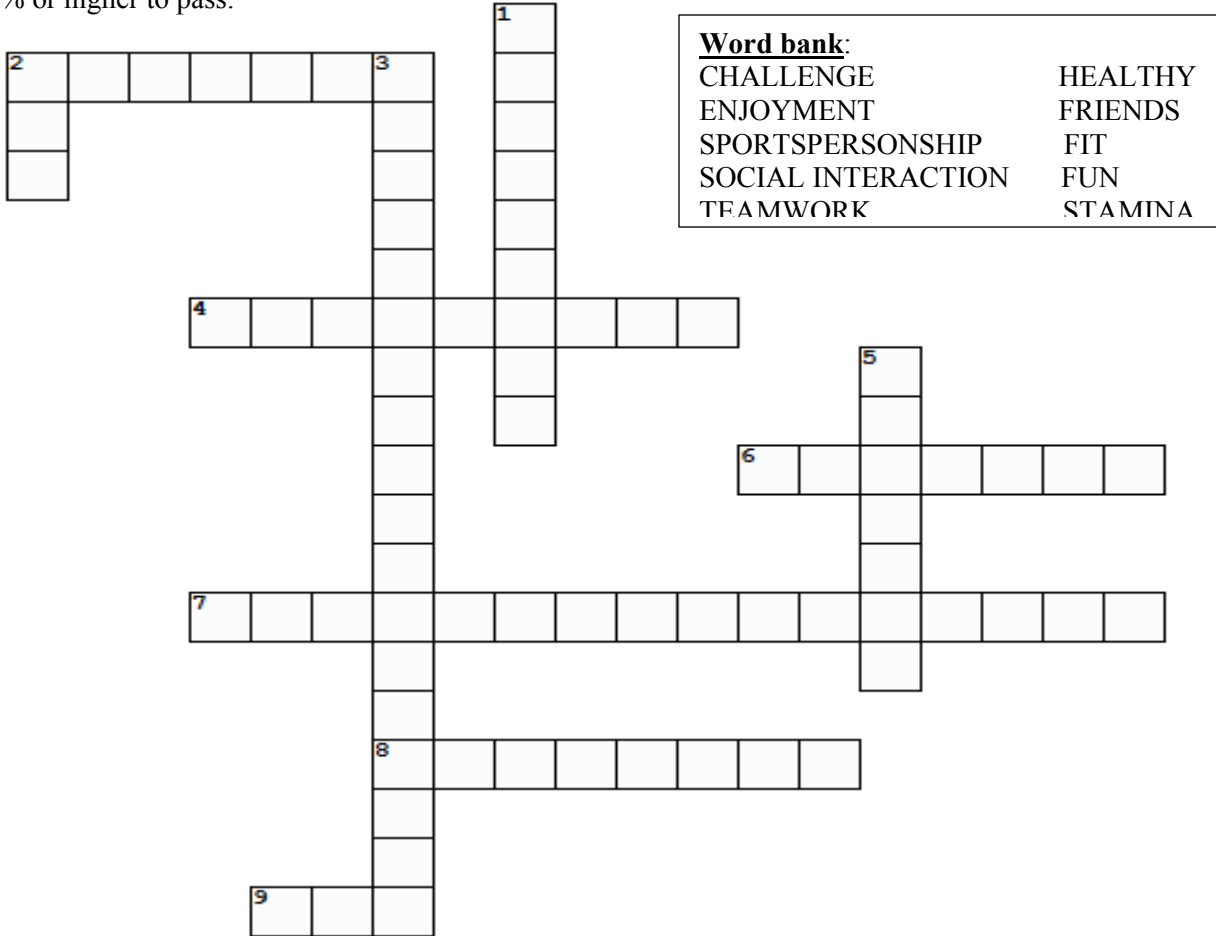 % or higher to pass.
1
Word bank:
2
3
CHALLENGE HEALTHY
ENJOYMENT FRIENDS
SPORTSPERSONSHIP FIT
SOCIAL INTERACTION FUN
TEAMWORK STAMINA
4
5
6
7
8
9